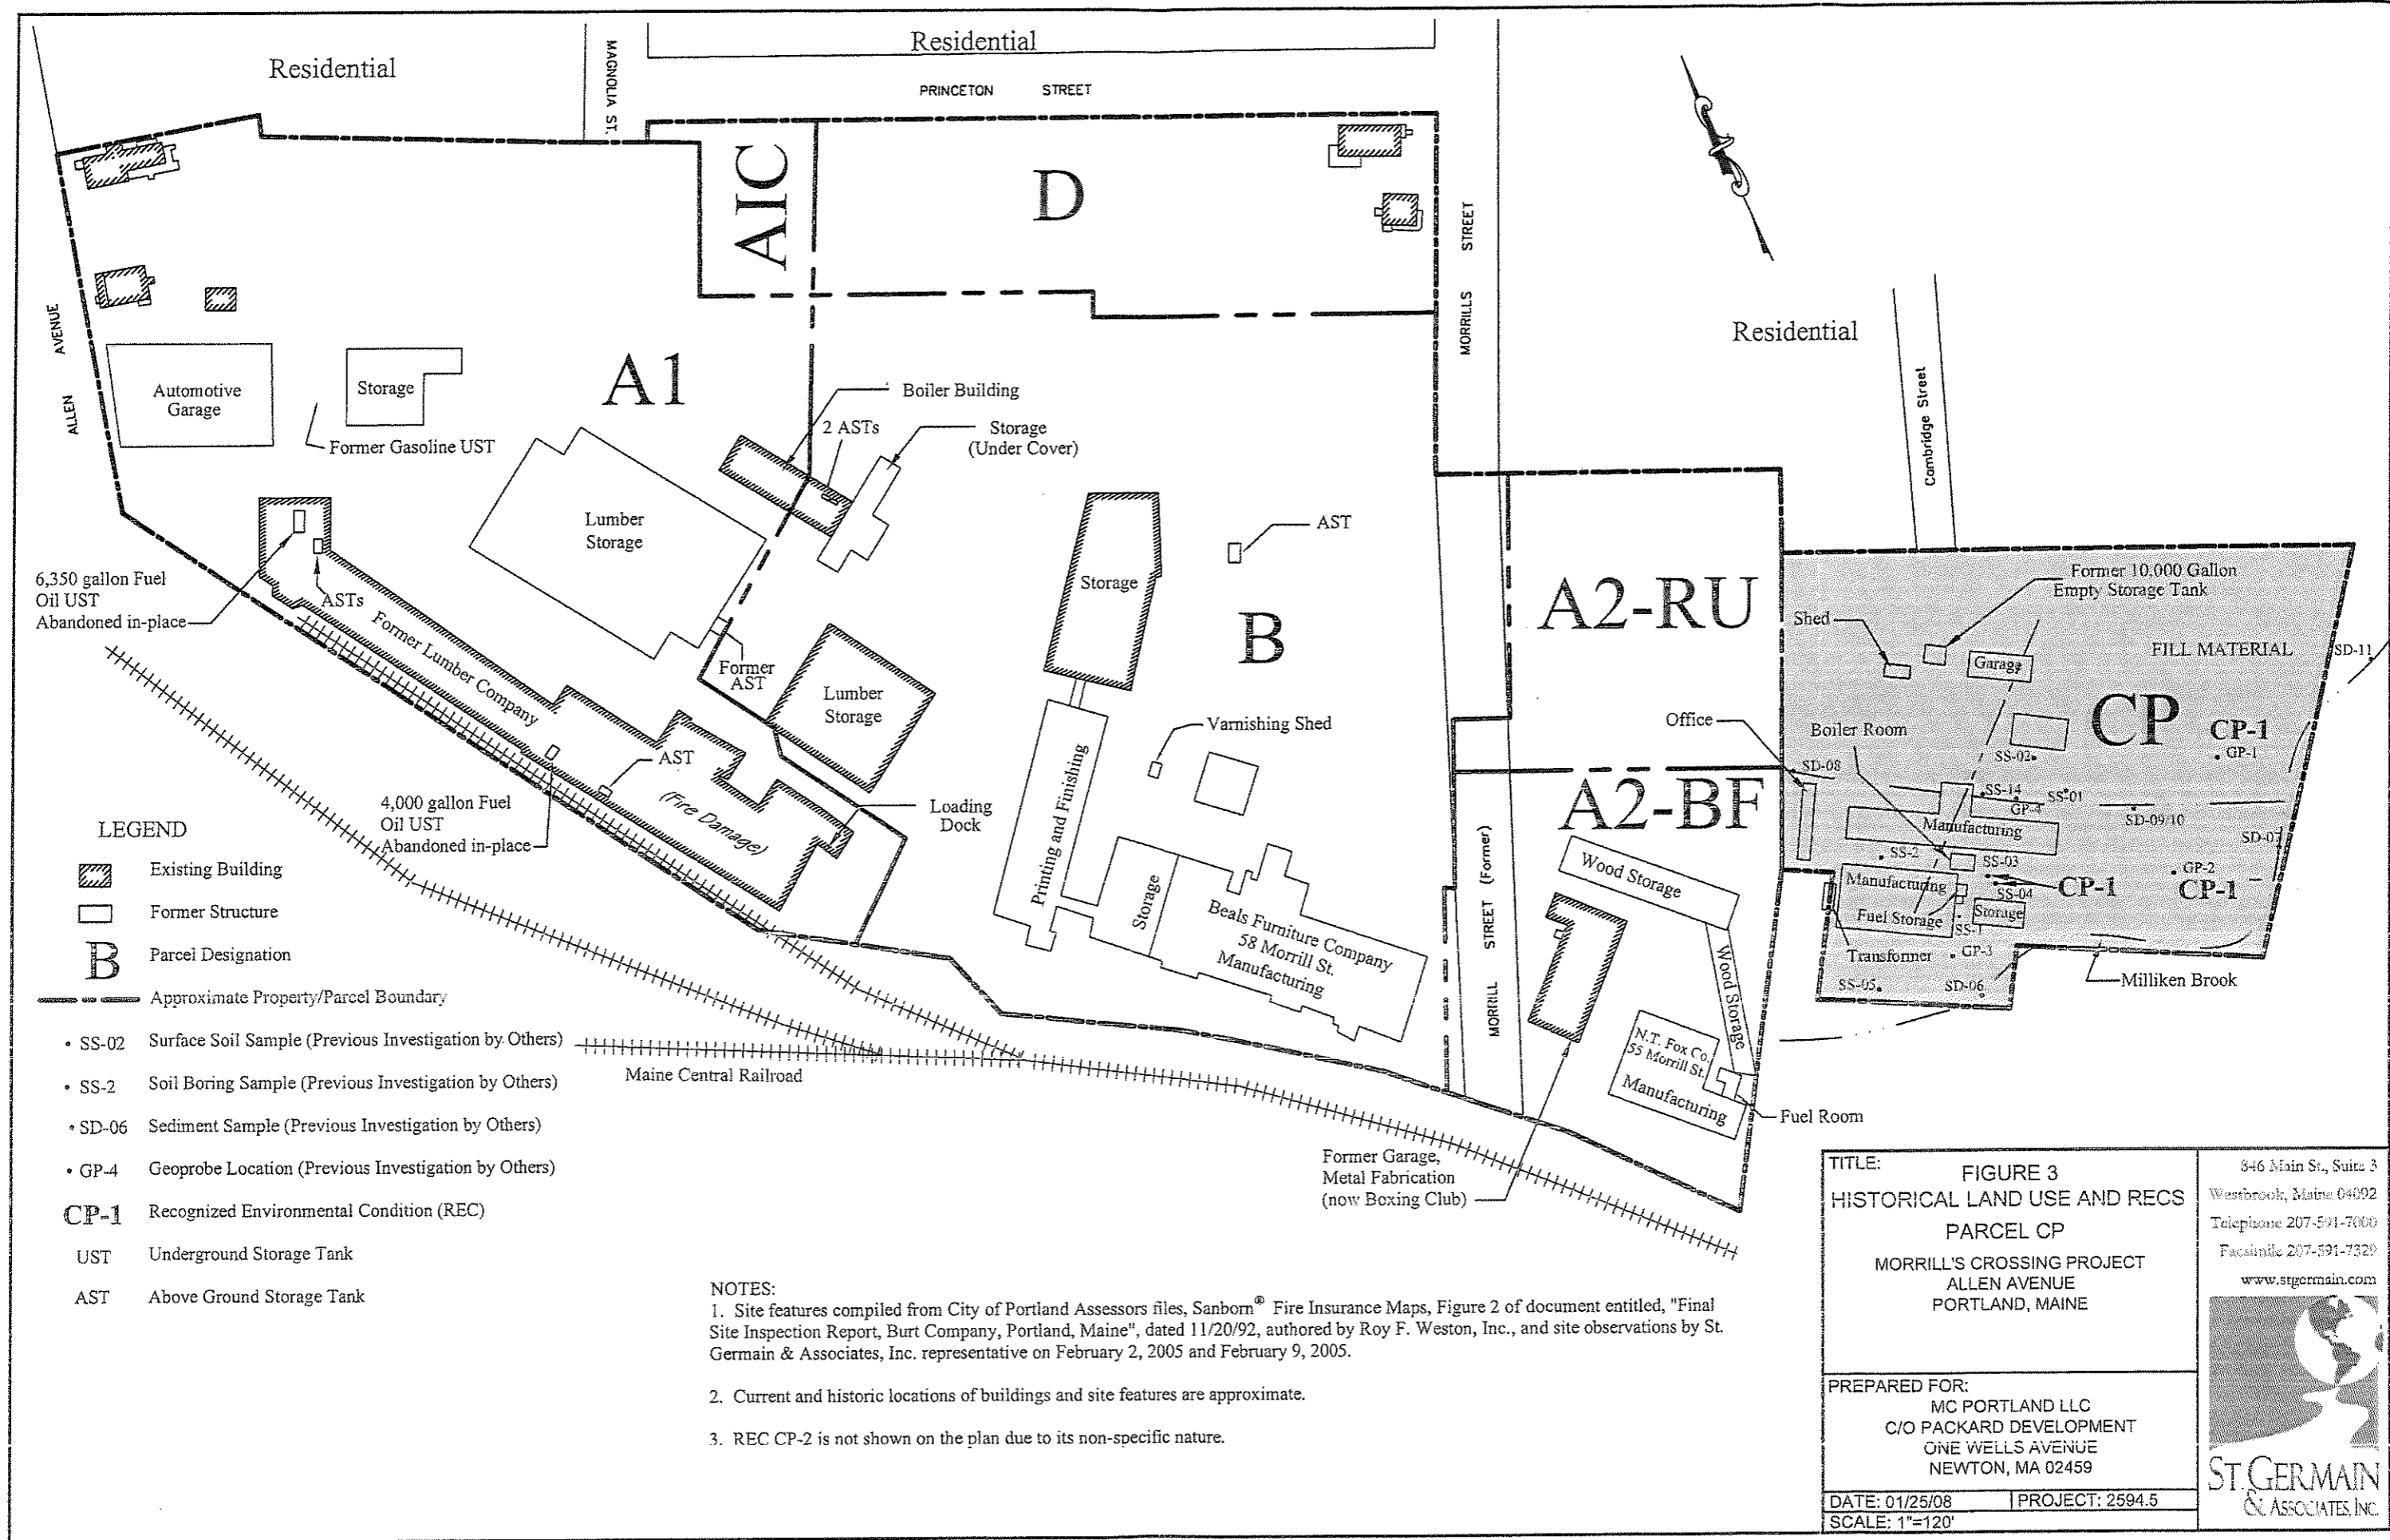 Residential
MAGNOLIA ST.
Residential
PRINCETON STREET
AIC
D
MORRILLS STREET
Residential
Cambridge Street
ALLEN AVENUE
Automotive
Garage
Storage
Former Gasoline UST
A1
Boiler Building
2 ASTs
Storage
(Under Cover)
Lumber
Storage
Storage
AST
B
A2-RU
6,350 gallon Fuel
Oil UST
Abandoned in-place
ASTs
Former Lumber Company
Former
AST
Lumber
Storage
Varnishing Shed
AST
(Fire Damage)
4,000 gallon Fuel
Oil UST
Abandoned in-place
Loading
Dock
Printing and Finishing
Storage
Beals Furniture Company
58 Morrill St.
Manufacturing
A2-BF
MORRILL STREET (Former)
Wood Storage
Wood Storage
N.T. Fox Co.
55 Morrill St.
Manufacturing
Fuel Room
Former Garage,
Metal Fabrication
(now Boxing Club)
Maine Central Railroad
Former 10,000 Gallon
Empty Storage Tank
Shed
Garage
FILL MATERIAL
SD-11
CP
CP-1
GP-1
Office
Boiler Room
SS-02
SD-08
SS-14
SS-01
GP-4
SD-09/10
Manufacturing
SD-07
SS-2
SS-03
GP-2
CP-1
CP-1
Manufacturing
SS-04
Fuel Storage
Storage
SS-1
Transformer
GP-3
SS-05
SD-06
Milliken Brook
LEGEND
Existing Building
Former Structure
B Parcel Designation
Approximate Property/Parcel Boundary
SS-02 Surface Soil Sample (Previous Investigation by Others)
SS-2 Soil Boring Sample (Previous Investigation by Others)
SD-06 Sediment Sample (Previous Investigation by Others)
GP-4 Geoprobe Location (Previous Investigation by Others)
CP-1 Recognized Environmental Condition (REC)
UST Underground Storage Tank
AST Above Ground Storage Tank
NOTES:
1. Site features compiled from City of Portland Assessors files, Sanborn® Fire Insurance Maps, Figure 2 of document entitled, "Final
Site Inspection Report, Burt Company, Portland, Maine", dated 11/20/92, authored by Roy F. Weston, Inc., and site observations by St.
Germain & Associates, Inc. representative on February 2, 2005 and February 9, 2005.
2. Current and historic locations of buildings and site features are approximate.
3. REC CP-2 is not shown on the plan due to its non-specific nature.
TITLE:
FIGURE 3
HISTORICAL LAND USE AND RECS
PARCEL CP
MORRILL'S CROSSING PROJECT
ALLEN AVENUE
PORTLAND, MAINE
PREPARED FOR:
MC PORTLAND LLC
C/O PACKARD DEVELOPMENT
ONE WELLS AVENUE
NEWTON, MA 02459
DATE: 01/25/08 PROJECT: 2594.5
SCALE: 1"=120'
846 Main St., Suite 3
Westbrook, Maine 04092
Telephone 207-591-7000
Facsimile 207-591-7329
www.stgermain.com
ST.GERMAIN
& ASSOCIATES, INC.